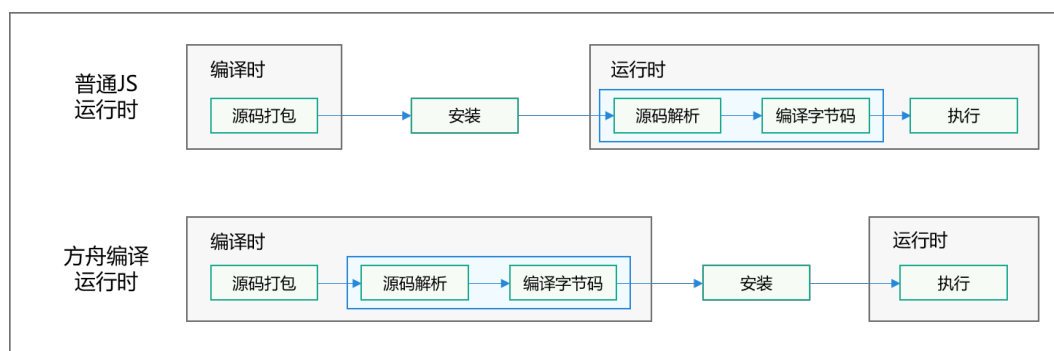 普通JS
运行时
编译时
源码打包
安装
运行时
源码解析
编译字节码
执行
方舟编译
运行时
编译时
源码打包
源码解析
编译字节码
安装
运行时
执行